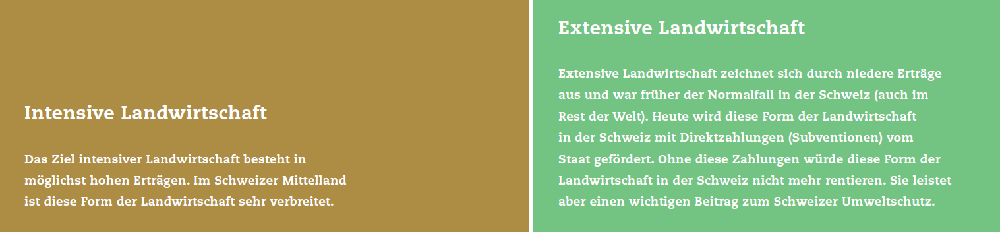 Intensive Landwirtschaft
Das Ziel intensiver Landwirtschaft besteht in
möglichst hohen Erträgen. Im Schweizer Mittelland
ist diese Form der Landwirtschaft sehr verbreitet.
Extensive Landwirtschaft
Extensive Landwirtschaft zeichnet sich durch niedere Erträge
aus und war früher der Normalfall in der Schweiz (auch im
Rest der Welt). Heute wird diese Form der Landwirtschaft
in der Schweiz mit Direktzahlungen (Subventionen) vom
Staat gefördert. Ohne diese Zahlungen würde diese Form der
Landwirtschaft in der Schweiz nicht mehr rentieren. Sie leistet
aber einen wichtigen Beitrag zum Schweizer Umweltschutz.